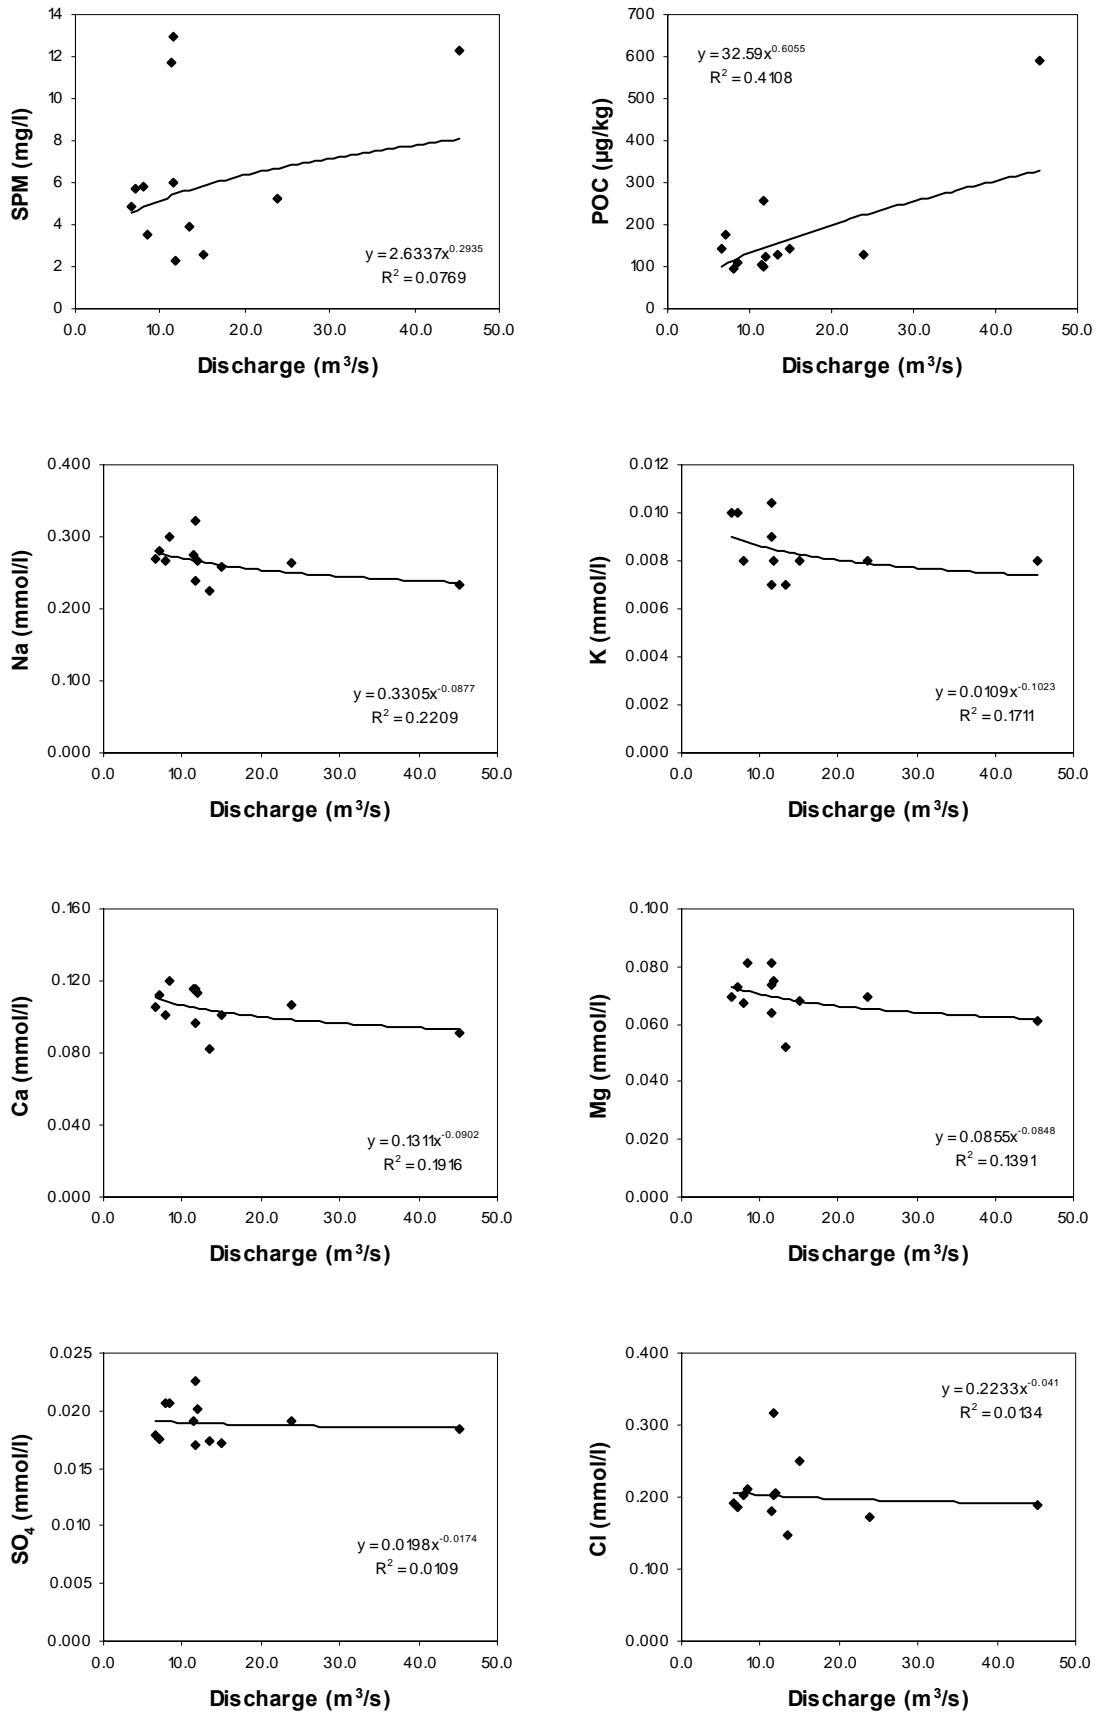 14
12
10
8
6
4
2
0
SPM (mg/l)
y = 2.6337x^0.2935
R² = 0.0769
0.0 10.0 20.0 30.0 40.0 50.0
Discharge (m³/s)
700
600
500
400
300
200
100
0
POC (µg/kg)
y = 32.59x^0.6055
R² = 0.4108
0.0 10.0 20.0 30.0 40.0 50.0
Discharge (m³/s)
0.400
0.300
0.200
0.100
0.000
Na (mmol/l)
y = 0.3305x^-0.0877
R² = 0.2209
0.0 10.0 20.0 30.0 40.0 50.0
Discharge (m³/s)
0.012
0.010
0.008
0.006
0.004
0.002
0.000
K (mmol/l)
y = 0.0109x^-0.1023
R² = 0.1711
0.0 10.0 20.0 30.0 40.0 50.0
Discharge (m³/s)
0.160
0.120
0.080
0.040
0.000
Ca (mmol/l)
y = 0.1311x^-0.0902
R² = 0.1916
0.0 10.0 20.0 30.0 40.0 50.0
Discharge (m³/s)
0.100
0.080
0.060
0.040
0.020
0.000
Mg (mmol/l)
y = 0.0855x^-0.0848
R² = 0.1391
0.0 10.0 20.0 30.0 40.0 50.0
Discharge (m³/s)
0.025
0.020
0.015
0.010
0.005
0.000
SO₄ (mmol/l)
y = 0.0198x^-0.0174
R² = 0.0109
0.0 10.0 20.0 30.0 40.0 50.0
Discharge (m³/s)
0.400
0.300
0.200
0.100
0.000
Cl (mmol/l)
y = 0.2233x^-0.041
R² = 0.0134
0.0 10.0 20.0 30.0 40.0 50.0
Discharge (m³/s)